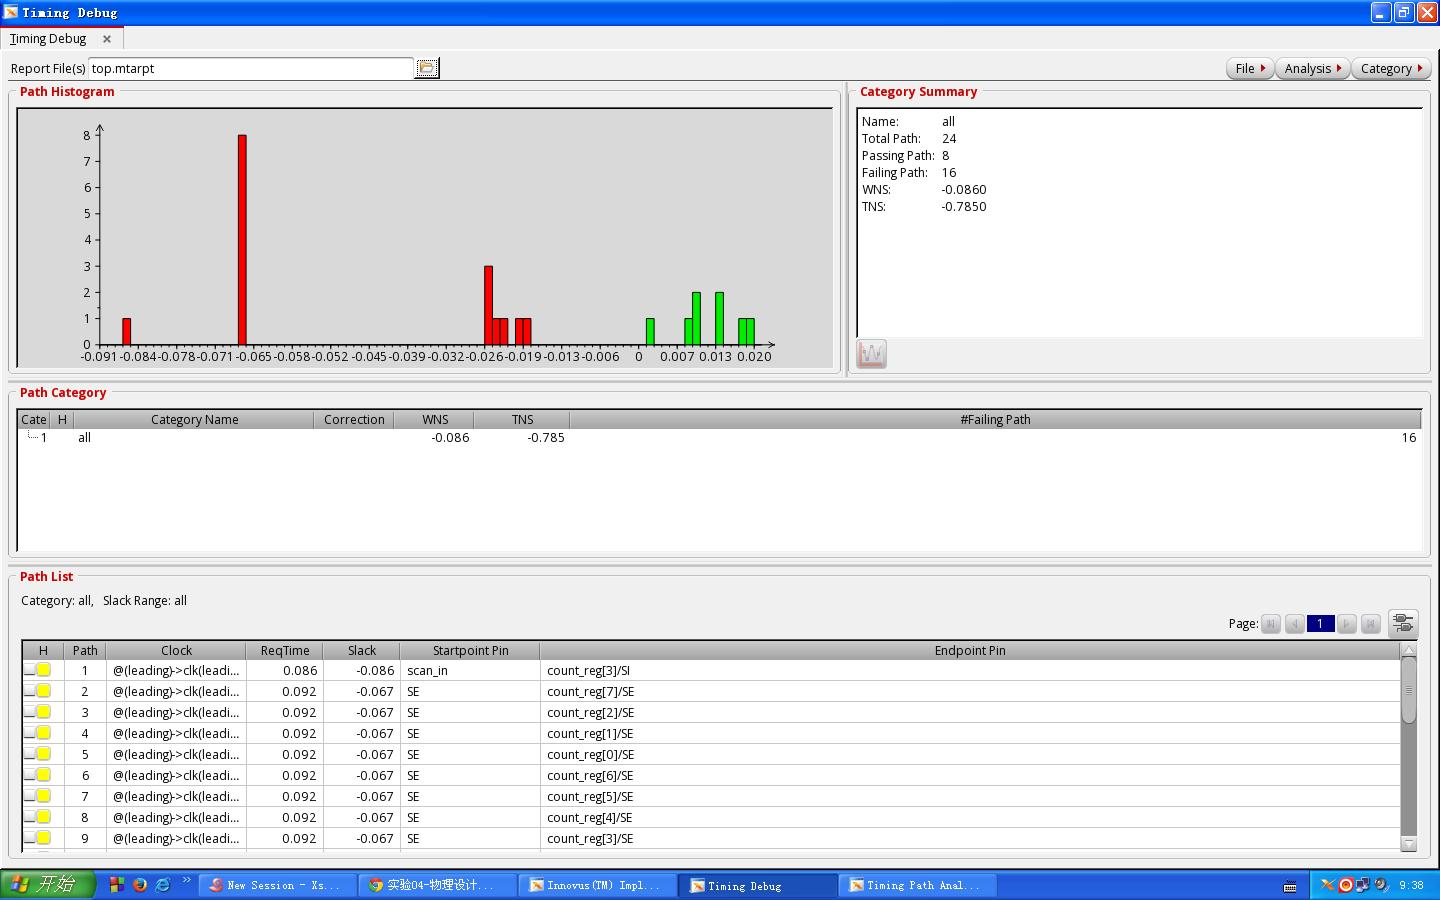 Timing Debug
Timing Debug
Report File(s) top.mtarpt File Analysis Category
Path Histogram
8
7
6
5
4
3
2
1
0
-0.091 -0.084 -0.078 -0.071 -0.065 -0.058 -0.052 -0.045 -0.039 -0.032 -0.026 -0.019 -0.013 -0.006 0 0.007 0.013 0.020
Category Summary
Name: all
Total Path: 24
Passing Path: 8
Failing Path: 16
WNS: -0.0860
TNS: -0.7850
Path Category
Cate H Category Name Correction WNS TNS #Failing Path
1 all -0.086 -0.785 16
Path List
Category: all, Slack Range: all
Page: 1
H Path Clock ReqTime Slack Startpoint Pin Endpoint Pin
1 @(leading)->clk(leadi... 0.086 -0.086 scan_in count_reg[3]/SI
2 @(leading)->clk(leadi... 0.092 -0.067 SE count_reg[7]/SE
3 @(leading)->clk(leadi... 0.092 -0.067 SE count_reg[2]/SE
4 @(leading)->clk(leadi... 0.092 -0.067 SE count_reg[1]/SE
5 @(leading)->clk(leadi... 0.092 -0.067 SE count_reg[0]/SE
6 @(leading)->clk(leadi... 0.092 -0.067 SE count_reg[6]/SE
7 @(leading)->clk(leadi... 0.092 -0.067 SE count_reg[5]/SE
8 @(leading)->clk(leadi... 0.092 -0.067 SE count_reg[4]/SE
9 @(leading)->clk(leadi... 0.092 -0.067 SE count_reg[3]/SE
开始 New Session - Xs... 实验04-物理设计... Innovus(TM) Impl... Timing Debug Timing Path Anal... 9:38